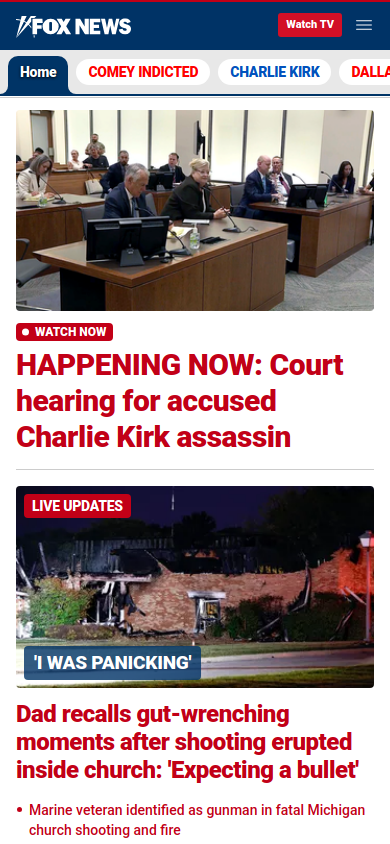 FOX NEWS
Watch TV
Home
COMEY INDICTED
CHARLIE KIRK
WATCH NOW
HAPPENING NOW: Court
hearing for accused
Charlie Kirk assassin
LIVE UPDATES
'I WAS PANICKING'
Dad recalls gut-wrenching
moments after shooting erupted
inside church: 'Expecting a bullet'
• Marine veteran identified as gunman in fatal Michigan
church shooting and fire